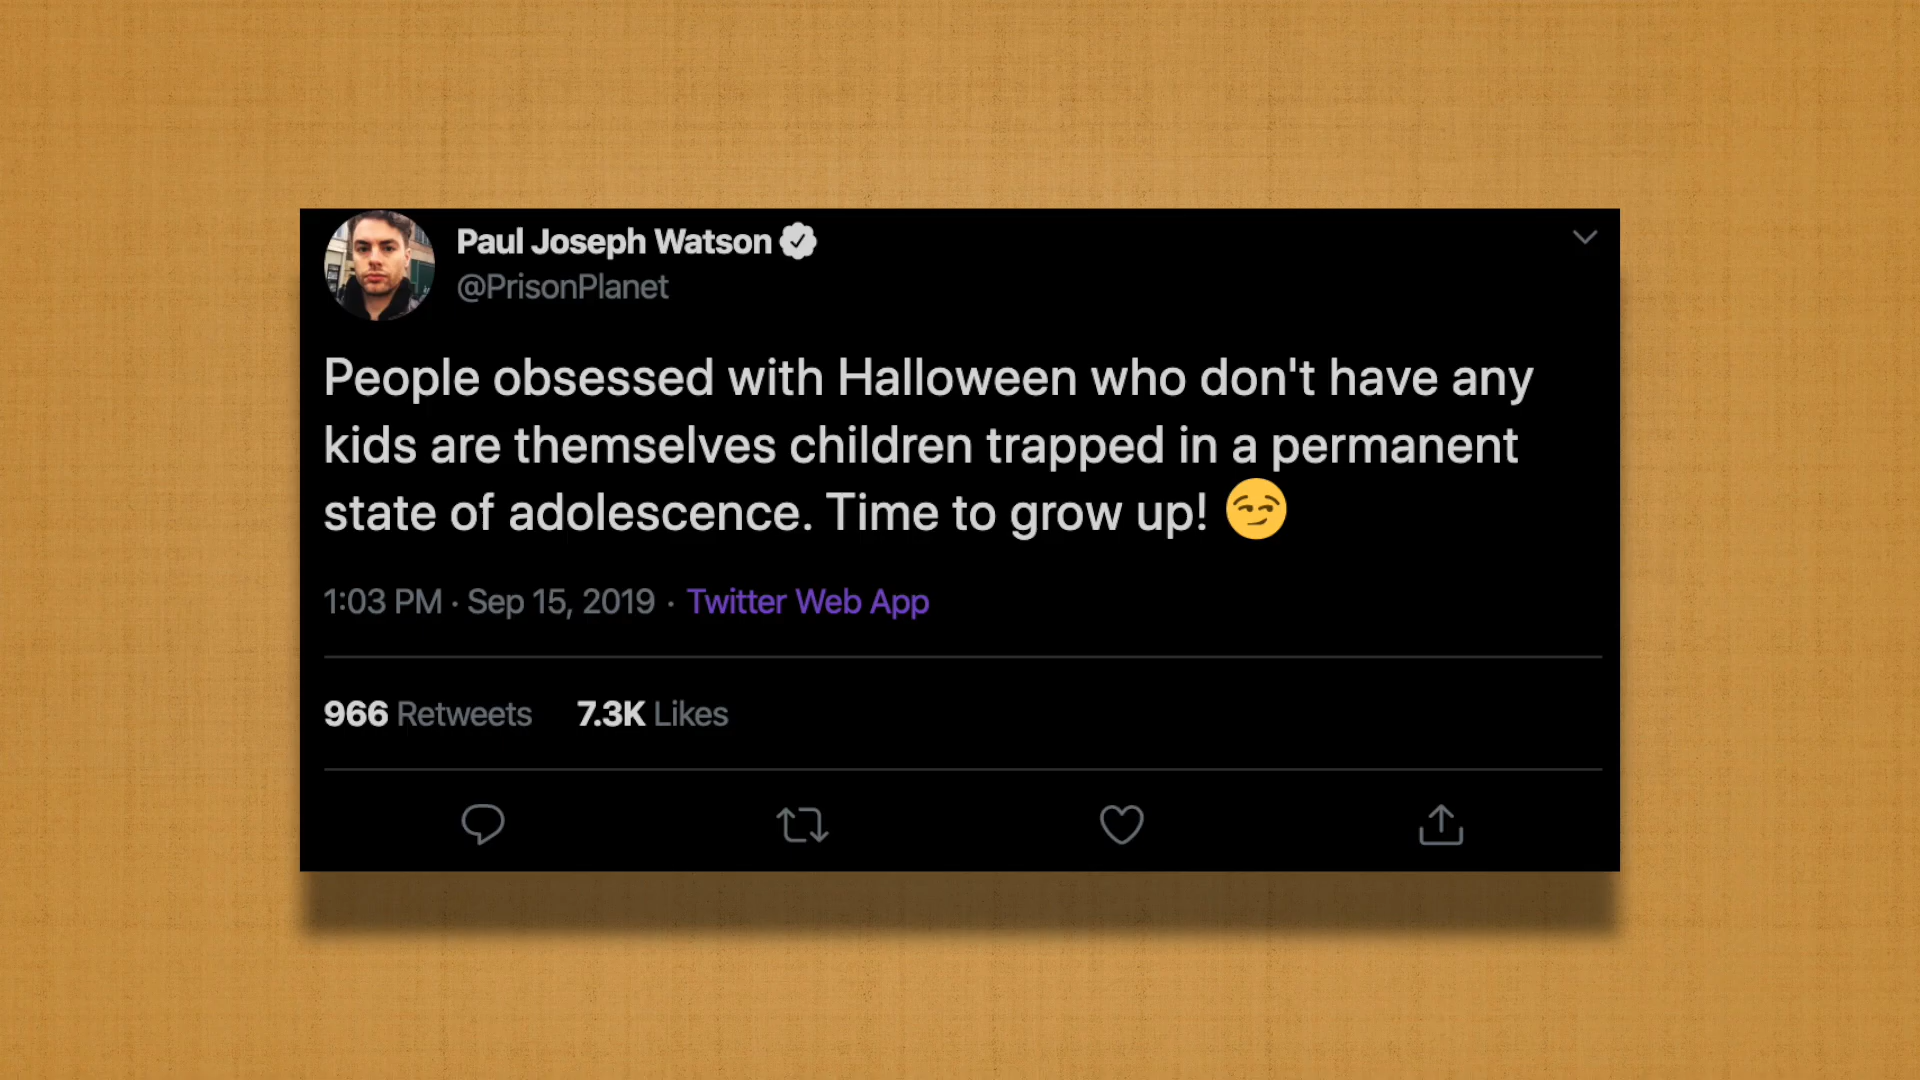 Paul Joseph Watson
@PrisonPlanet
People obsessed with Halloween who don't have any
kids are themselves children trapped in a permanent
state of adolescence. Time to grow up! 😏
1:03 PM · Sep 15, 2019 · Twitter Web App
966 Retweets 7.3K Likes